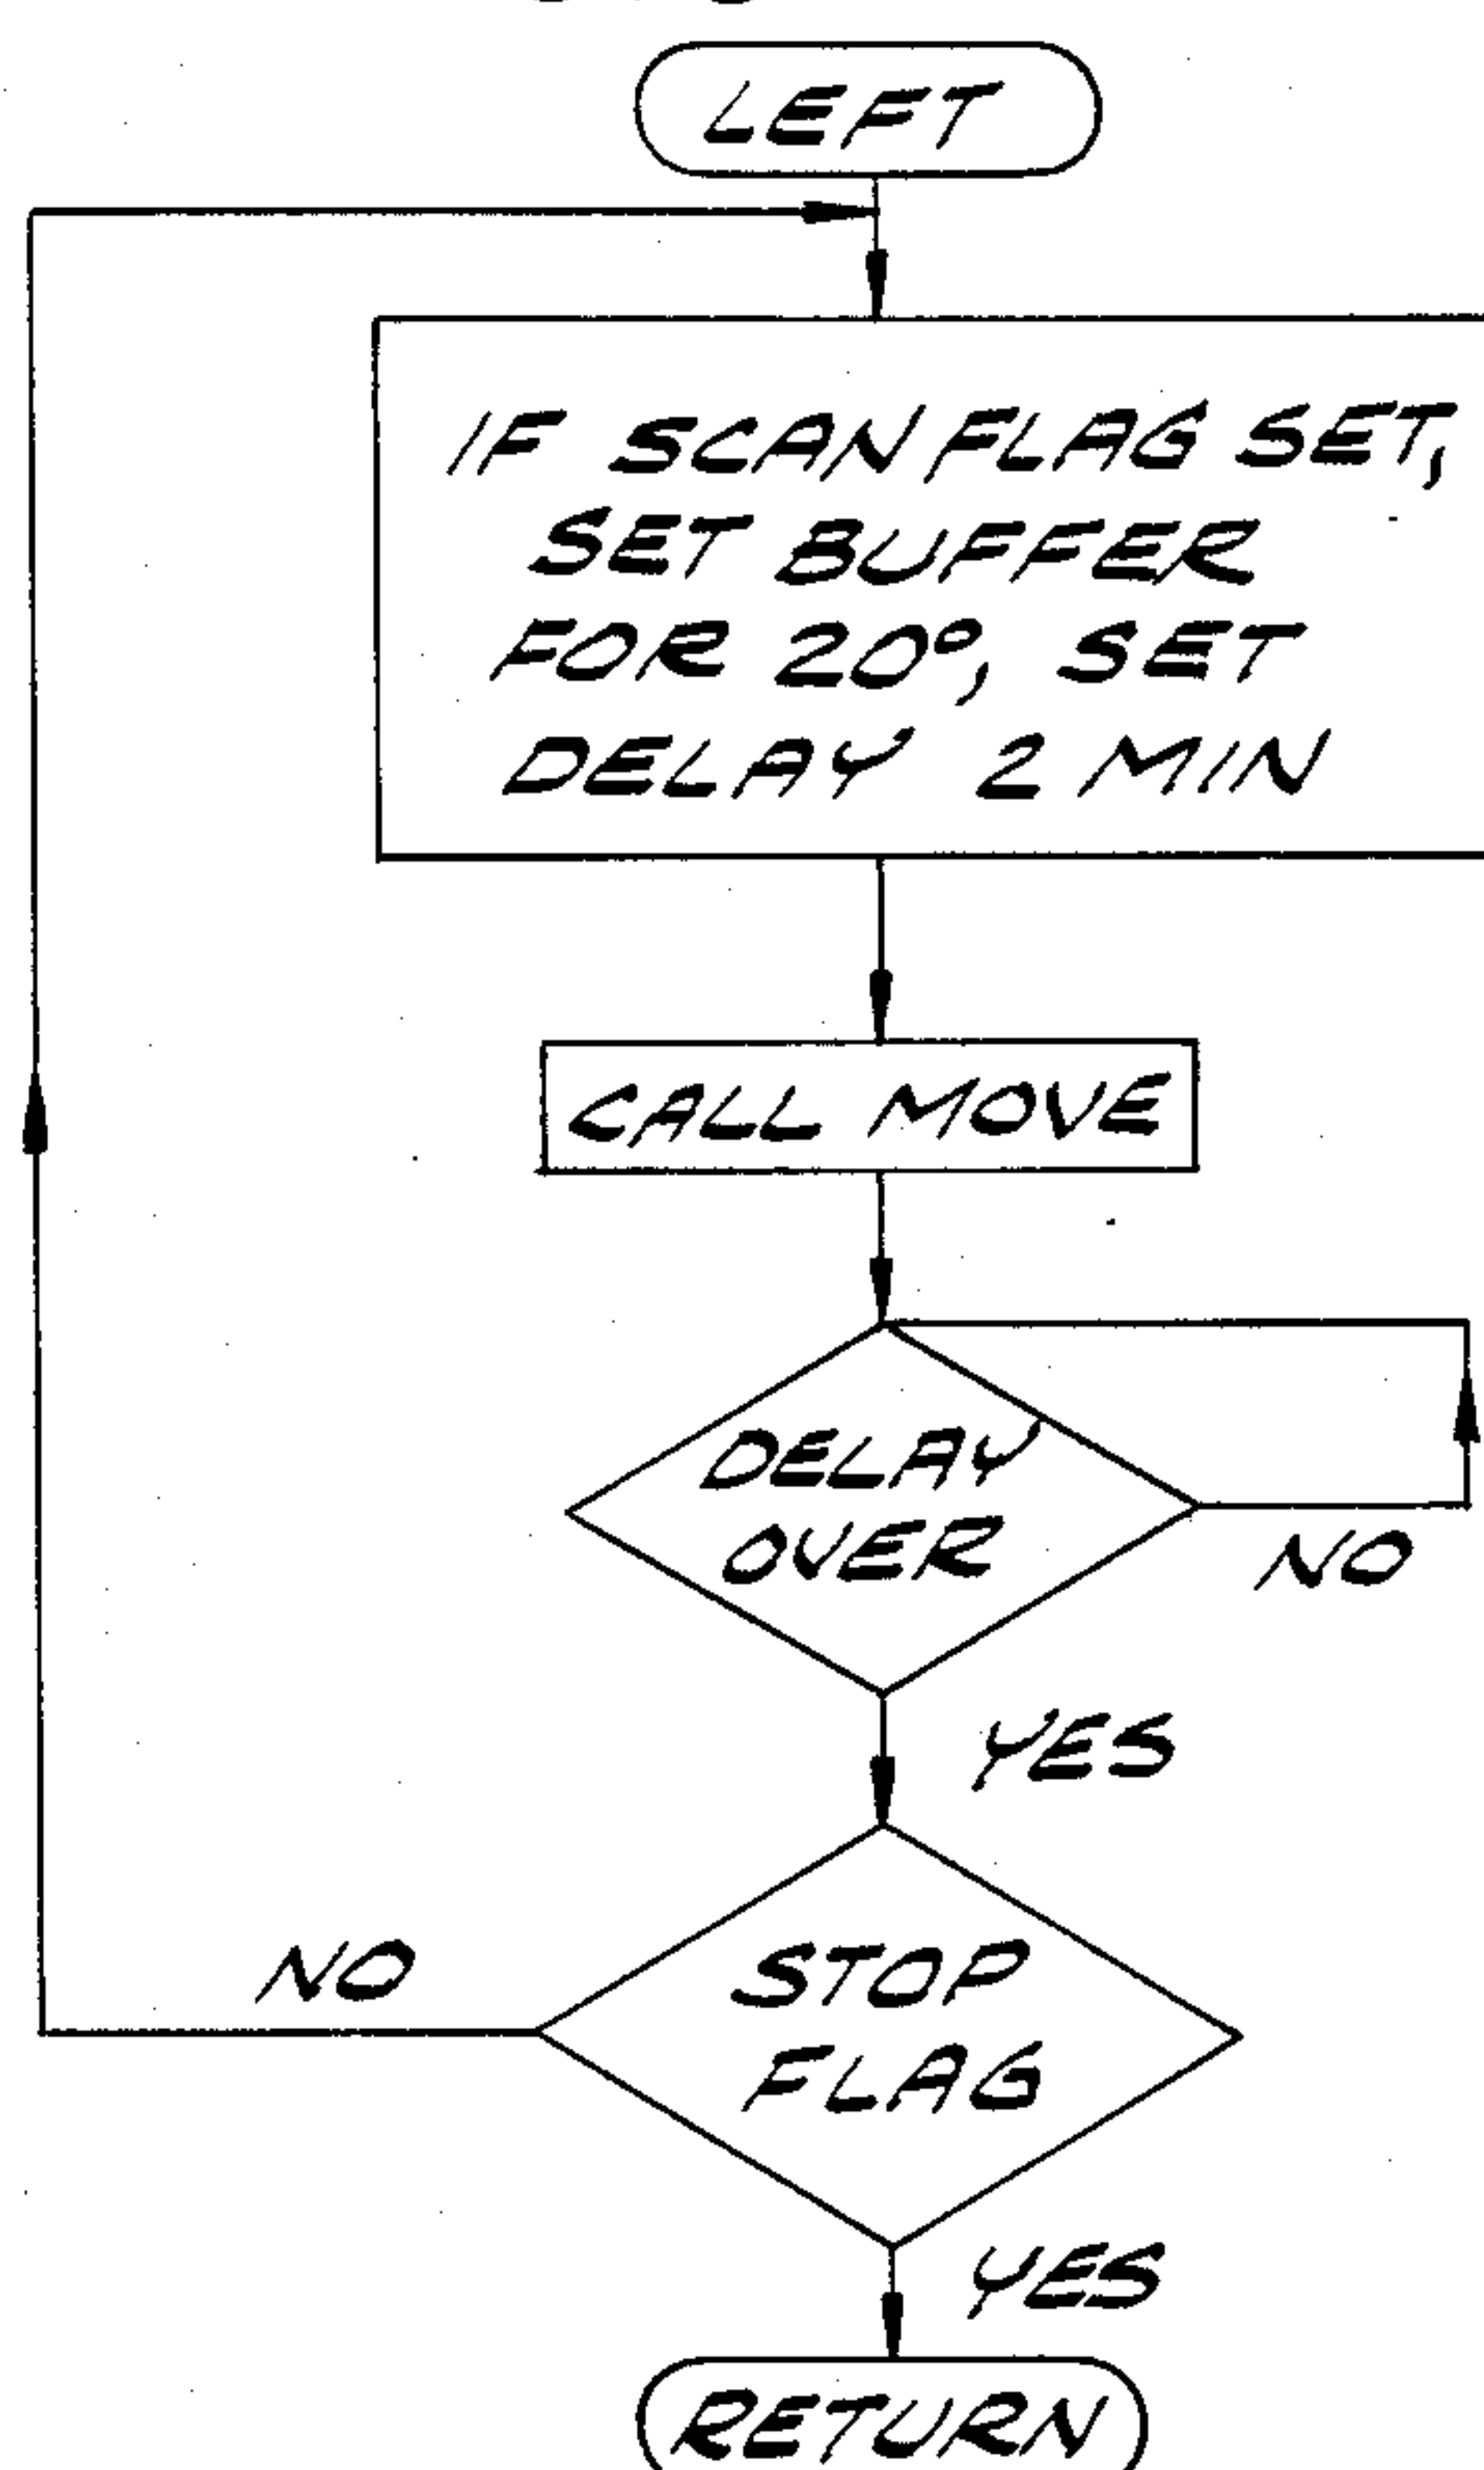 LEFT
IF SCAN FLAG SET,
SET BUFFER
FOR 20°, SET
DELAY 2 MIN
CALL MOVE
DELAY
OVER
NO
YES
NO
STOP
FLAG
YES
RETURN